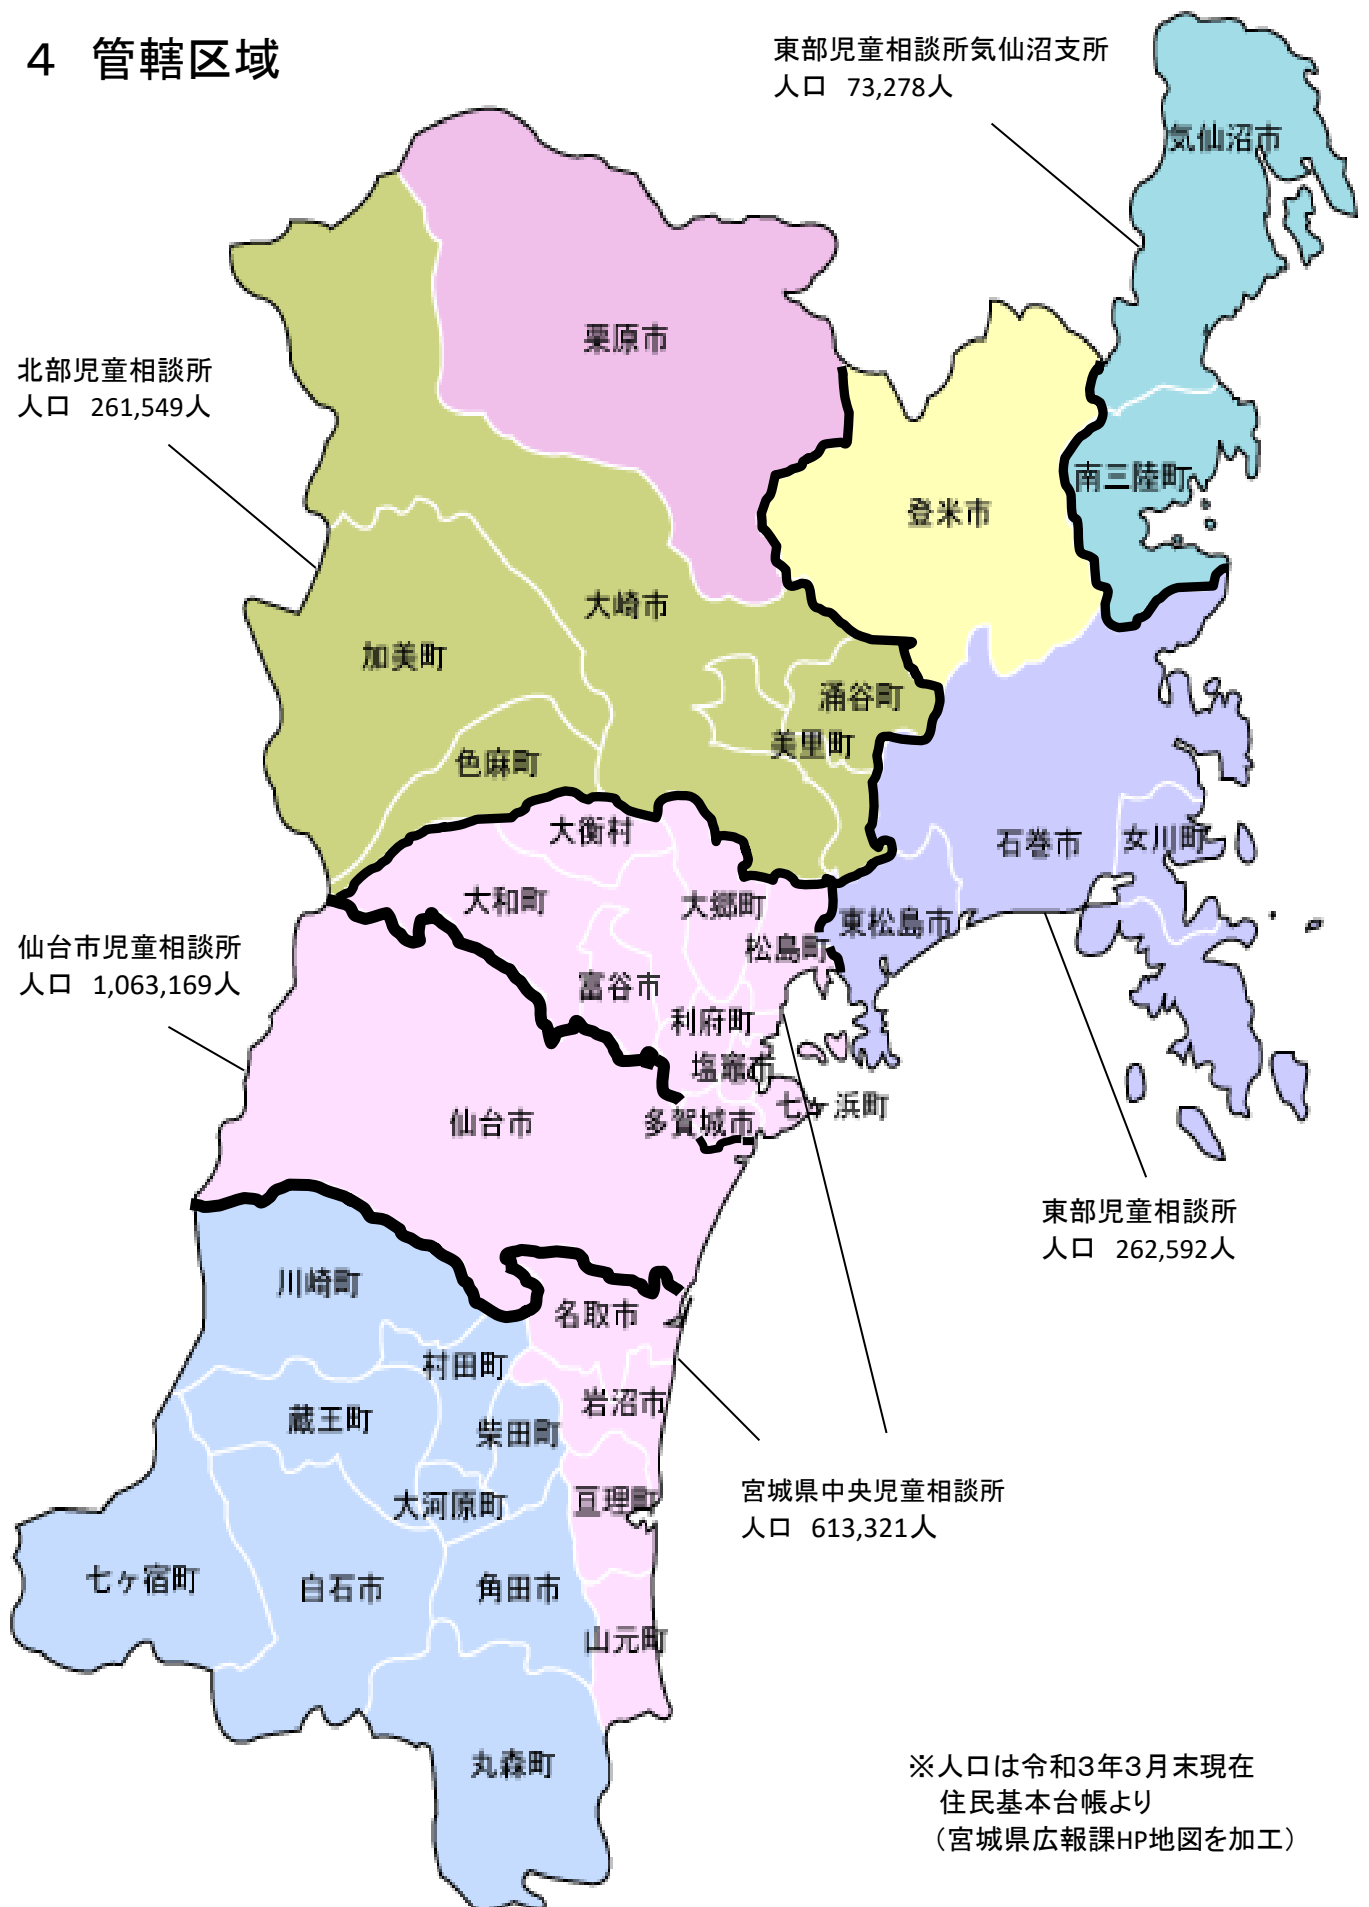 4 管轄区域
東部児童相談所気仙沼支所
人口 73,278人
気仙沼市
栗原市
北部児童相談所
人口 261,549人
南三陸町
登米市
大崎市
加美町
涌谷町
美里町
色麻町
大衡村
石巻市
女川町
大和町
大郷町
東松島市
松島町
仙台市児童相談所
人口 1,063,169人
富谷市
利府町
塩竈市
七ヶ浜町
仙台市
多賀城市
東部児童相談所
人口 262,592人
川崎町
名取市
村田町
岩沼市
蔵王町
柴田町
宮城県中央児童相談所
人口 613,321人
大河原町
亘理町
七ヶ宿町
白石市
角田市
山元町
丸森町
※人口は令和3年3月末現在
住民基本台帳より
（宮城県広報課HP地図を加工）